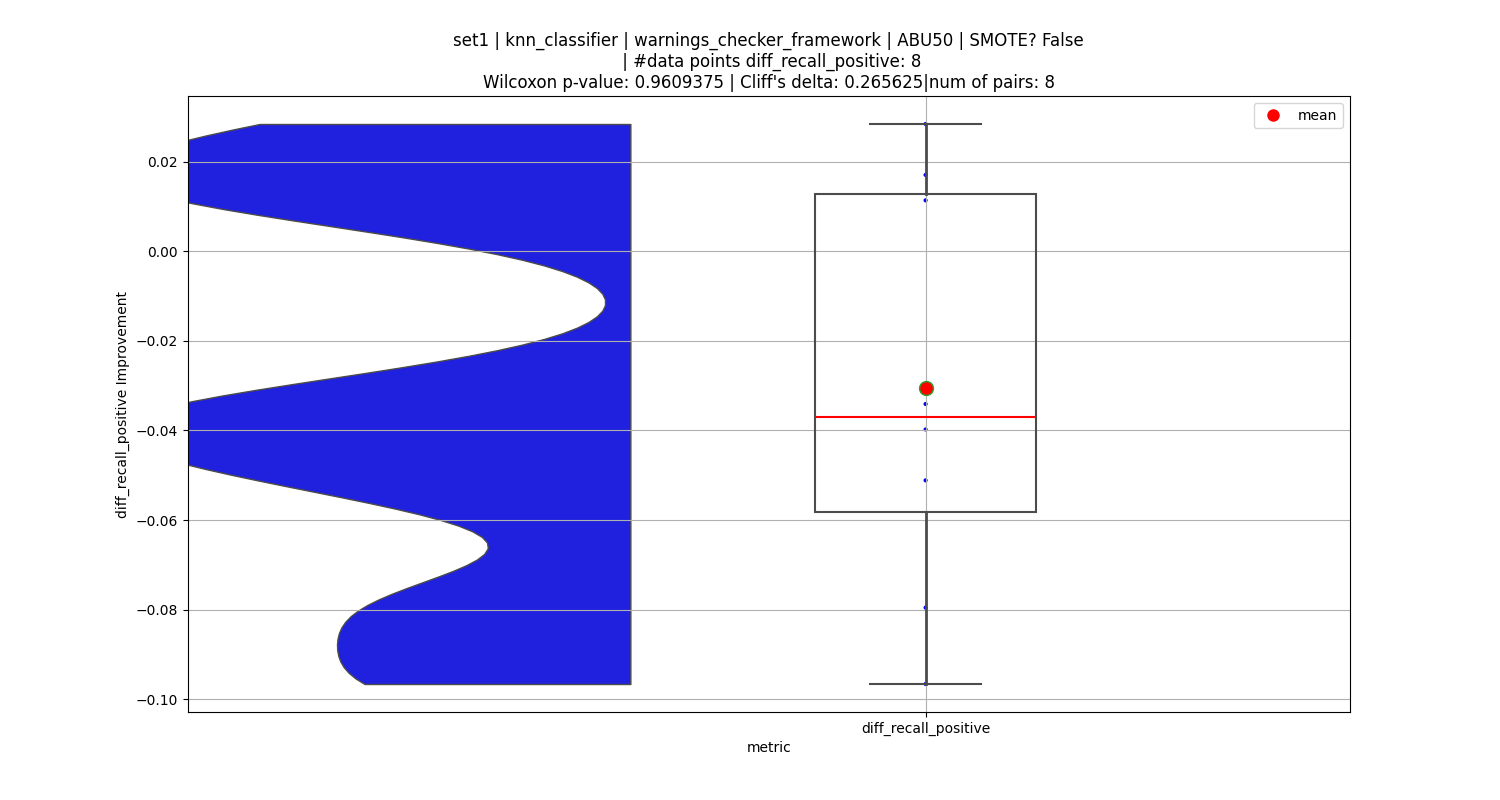 set1 | knn_classifier | warnings_checker_framework | ABU50 | SMOTE? False
| #data points diff_recall_positive: 8
Wilcoxon p-value: 0.9609375 | Cliff's delta: 0.265625|num of pairs: 8
mean
0.02
0.00
−0.02
−0.04
−0.06
−0.08
−0.10
diff_recall_positive Improvement
diff_recall_positive
metric